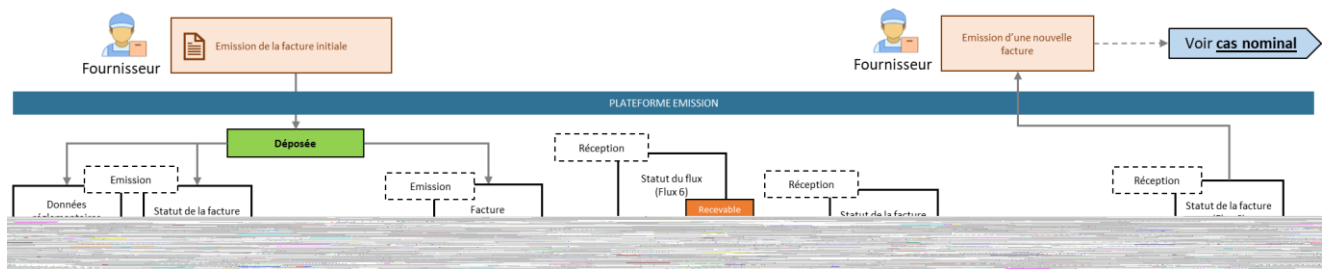 Emission de la facture initiale
Fournisseur
Emission d'une nouvelle
facture
Fournisseur
Voir cas nominal
PLATEFORME EMISSION
Déposée
Emission
Données
réglementaires
Statut de la facture
Emission
Facture
Réception
Statut du flux
(Flux 6)
Recevable
Réception
Statut de la facture
Réception
Statut de la facture